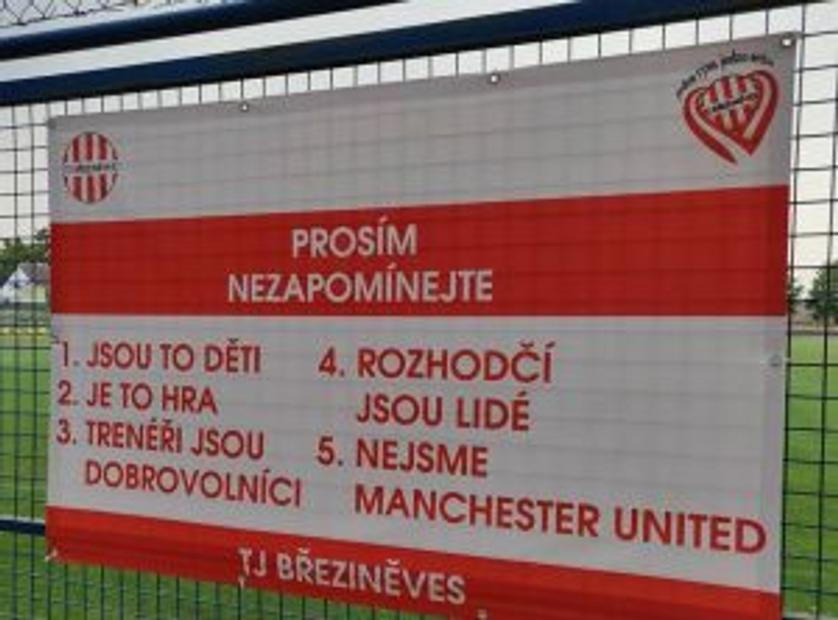 PROSÍM
NEZAPOMÍNEJTE
1. JSOU TO DĚTI
2. JE TO HRA
3. TRENÉŘI JSOU
DOBROVOLNÍCI
4. ROZHODČÍ
JSOU LIDÉ
5. NEJSME
MANCHESTER UNITED
TJ BŘEZINĚVES